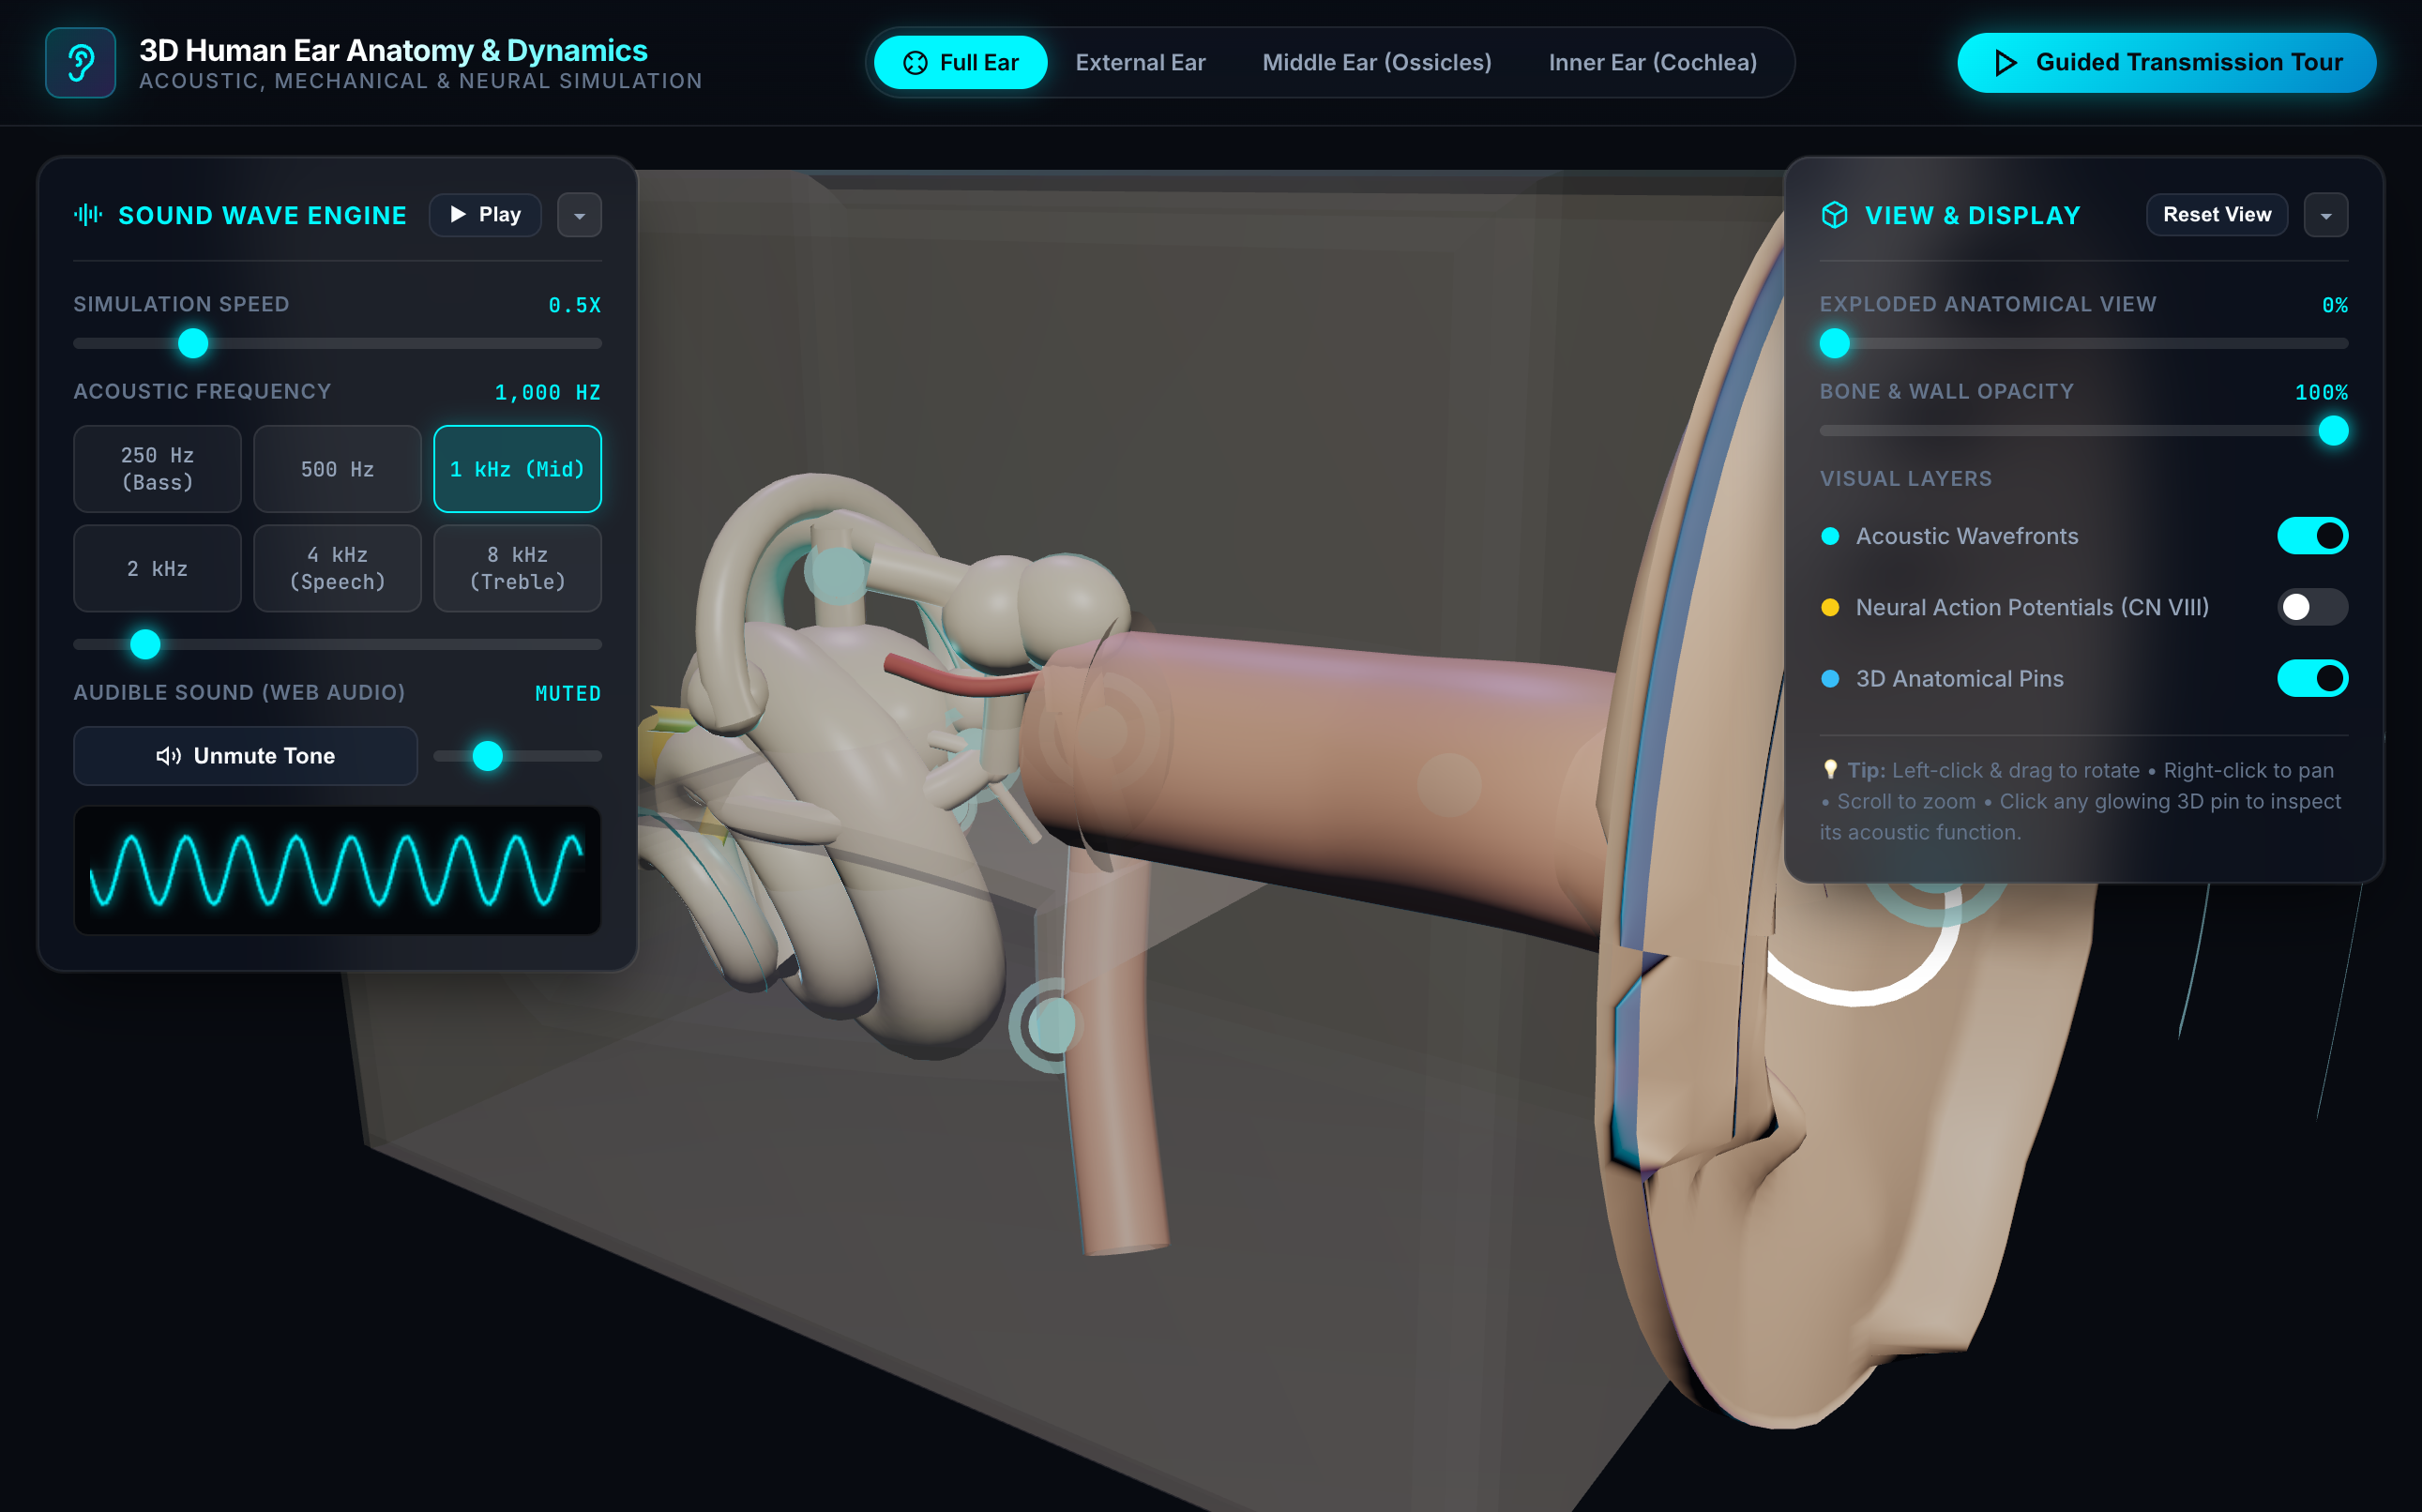 3D Human Ear Anatomy & Dynamics
ACOUSTIC, MECHANICAL & NEURAL SIMULATION
Full Ear
External Ear
Middle Ear (Ossicles)
Inner Ear (Cochlea)
Guided Transmission Tour
SOUND WAVE ENGINE
Play
SIMULATION SPEED
0.5X
ACOUSTIC FREQUENCY
1,000 HZ
250 Hz
(Bass)
500 Hz
1 kHz (Mid)
2 kHz
4 kHz
(Speech)
8 kHz
(Treble)
AUDIBLE SOUND (WEB AUDIO)
MUTED
Unmute Tone
VIEW & DISPLAY
Reset View
EXPLODED ANATOMICAL VIEW
0%
BONE & WALL OPACITY
100%
VISUAL LAYERS
Acoustic Wavefronts
Neural Action Potentials (CN VIII)
3D Anatomical Pins
Tip: Left-click & drag to rotate • Right-click to pan
• Scroll to zoom • Click any glowing 3D pin to inspect
its acoustic function.